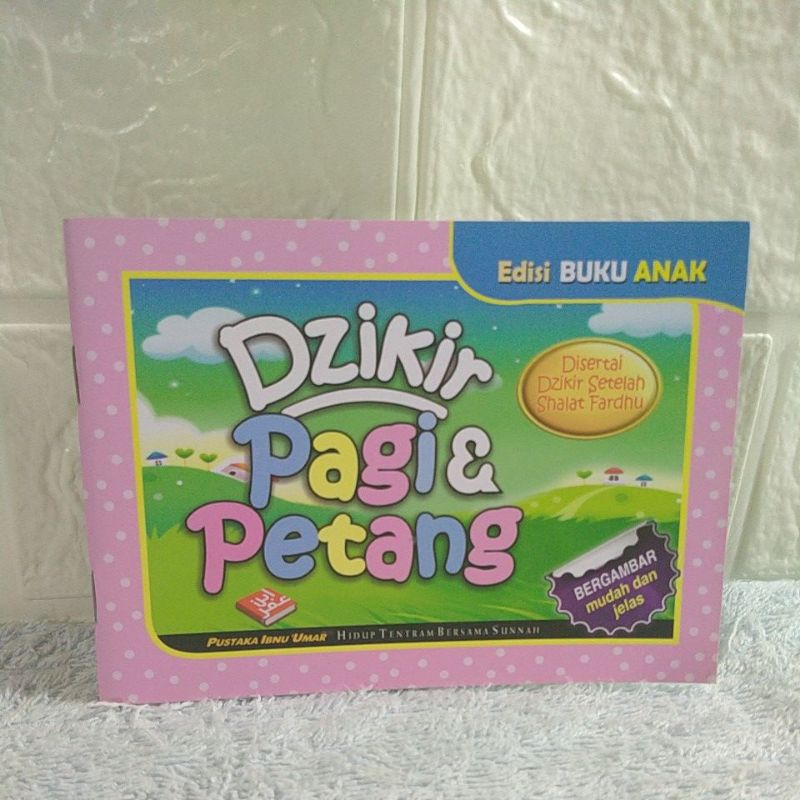 Edisi BUKU ANAK
Dzikir
Pagi &
Petang
Disertai
Dzikir Setelah
Shalat Fardhu
BERGAMBAR
mudah dan
jelas
PUSTAKA IBNU 'UMAR HIDUP TENTRAM BERSAMA SUNNAH